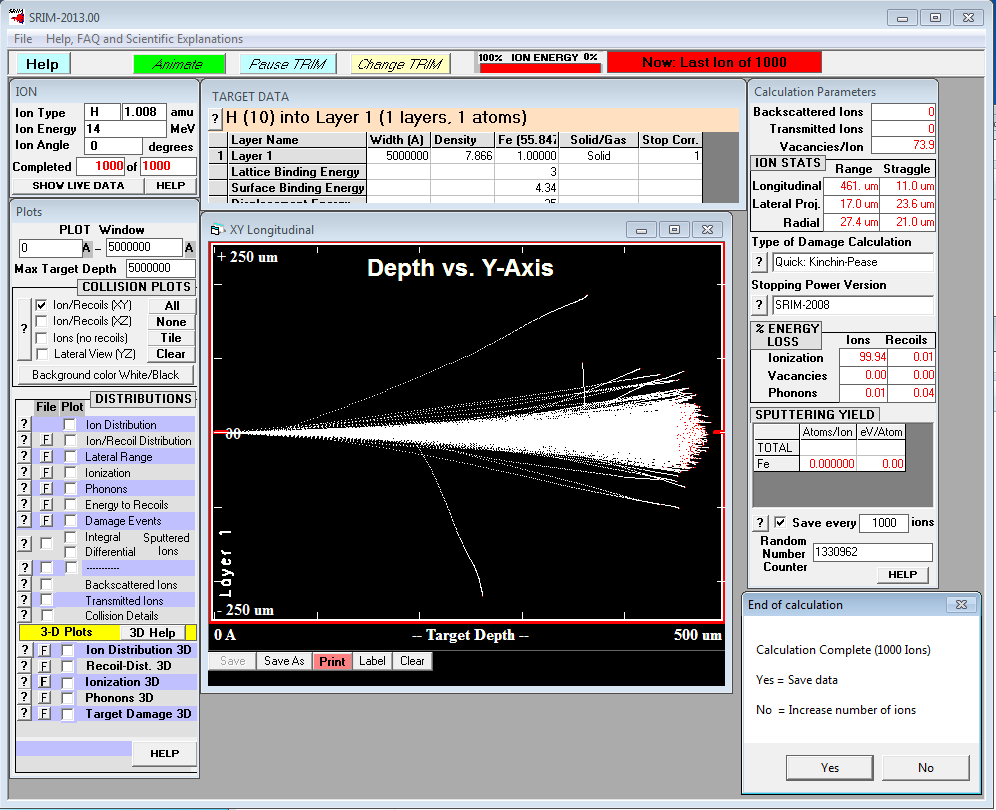 SRIM-2013.00
File Help, FAQ and Scientific Explanations
Help Animate Pause TRIM Change TRIM 100% ION ENERGY 0% Now: Last Ion of 1000
ION
Ion Type H 1.008 amu
Ion Energy 14 MeV
Ion Angle 0 degrees
Completed 1000 of 1000
SHOW LIVE DATA HELP
TARGET DATA
? H (10) into Layer 1 (1 layers, 1 atoms)
Layer Name Width (A) Density Fe (55.847 Solid/Gas Stop Corr.
1 Layer 1 5000000 7.866 1.00000 Solid 1
Lattice Binding Energy 3
Surface Binding Energy 4.34
Displacement Energy 25
Plots
PLOT Window
0 A - 5000000 A
Max Target Depth 5000000
COLLISION PLOTS
?
Ion/Recoils (XY) All
Ion/Recoils (XZ) None
Ions (no recoils) Tile
Lateral View (YZ) Clear
Background color White/Black
DISTRIBUTIONS
File Plot
? Ion Distribution
? F Ion/Recoil Distribution
? F Lateral Range
? F Ionization
? F Phonons
? F Energy to Recoils
? F Damage Events
? Integral Sputtered
Differential Ions
? -----------
? Backscattered Ions
? Transmitted Ions
? Collision Details
3-D Plots 3D Help
? F Ion Distribution 3D
? F Recoil-Dist. 3D
? F Ionization 3D
? F Phonons 3D
? F Target Damage 3D
HELP
XY Longitudinal
+ 250 um
Depth vs. Y-Axis
Layer 1
- 250 um
0 A -- Target Depth -- 500 um
Save Save As Print Label Clear
Calculation Parameters
Backscattered Ions 0
Transmitted Ions 0
Vacancies/Ion 73.9
ION STATS Range Straggle
Longitudinal 461. um 11.0 um
Lateral Proj. 17.0 um 23.6 um
Radial 27.4 um 21.0 um
Type of Damage Calculation
? Quick: Kinchin-Pease
Stopping Power Version
? SRIM-2008
% ENERGY LOSS Ions Recoils
Ionization 99.94 0.01
Vacancies 0.00 0.00
Phonons 0.01 0.04
SPUTTERING YIELD
Atoms/Ion eV/Atom
TOTAL
Fe 0.000000 0.00
? Save every 1000 ions
Random Number Counter 1330962
HELP
End of calculation
Calculation Complete (1000 Ions)
Yes = Save data
No = Increase number of ions
Yes No